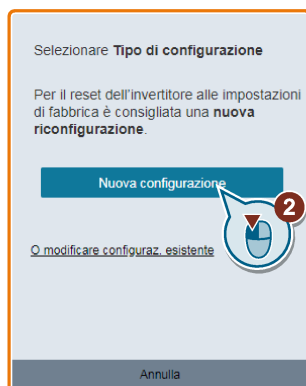 Selezionare Tipo di configurazione
Per il reset dell'invertitore alle impostazioni
di fabbrica è consigliata una nuova
riconfigurazione.
Nuova configurazione
2
O modificare configuraz. esistente
Annulla